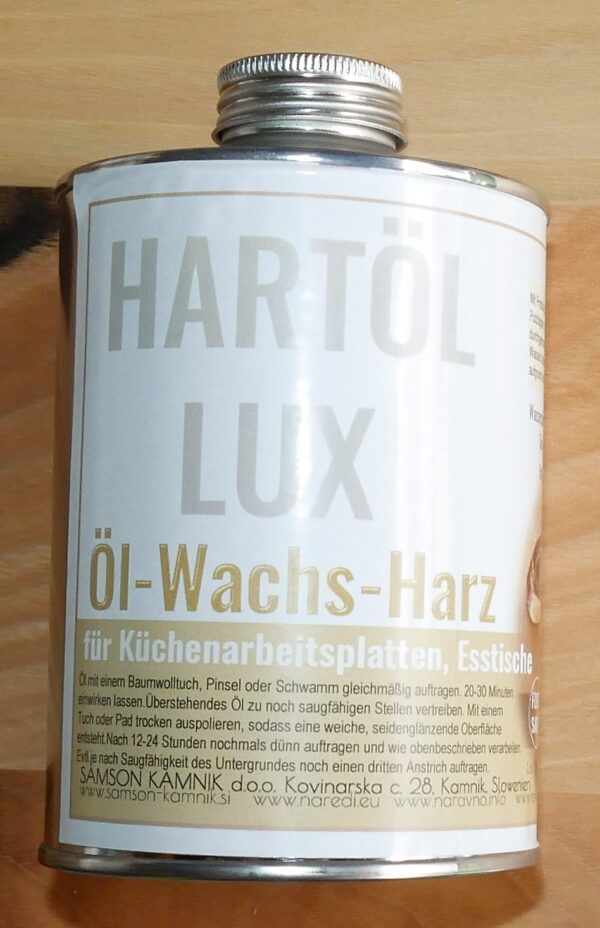 HARTÖL
LUX
Öl-Wachs-Harz
für Küchenarbeitsplatten, Esstische
Öl mit einem Baumwolltuch, Pinsel oder Schwamm gleichmäßig auftragen. 20-30 Minuten
einwirken lassen.Überstehendes Öl zu noch saugfähigen Stellen vertreiben. Mit einem
Tuch oder Pad trocken auspolieren, sodass eine weiche, seidenglänzende Oberfläche
entsteht.Nach 12-24 Stunden nochmals dünn auftragen und wie obenbeschrieben verarbeiten.
Evtl.je nach Saugfähigkeit des Untergrundes noch einen dritten Anstrich auftragen.
SAMSON KAMNIK d.o.o. Kovinarska c. 28, Kamnik, Slowenien
www.samson-kamnik.si www.naredi.eu www.naravno.info